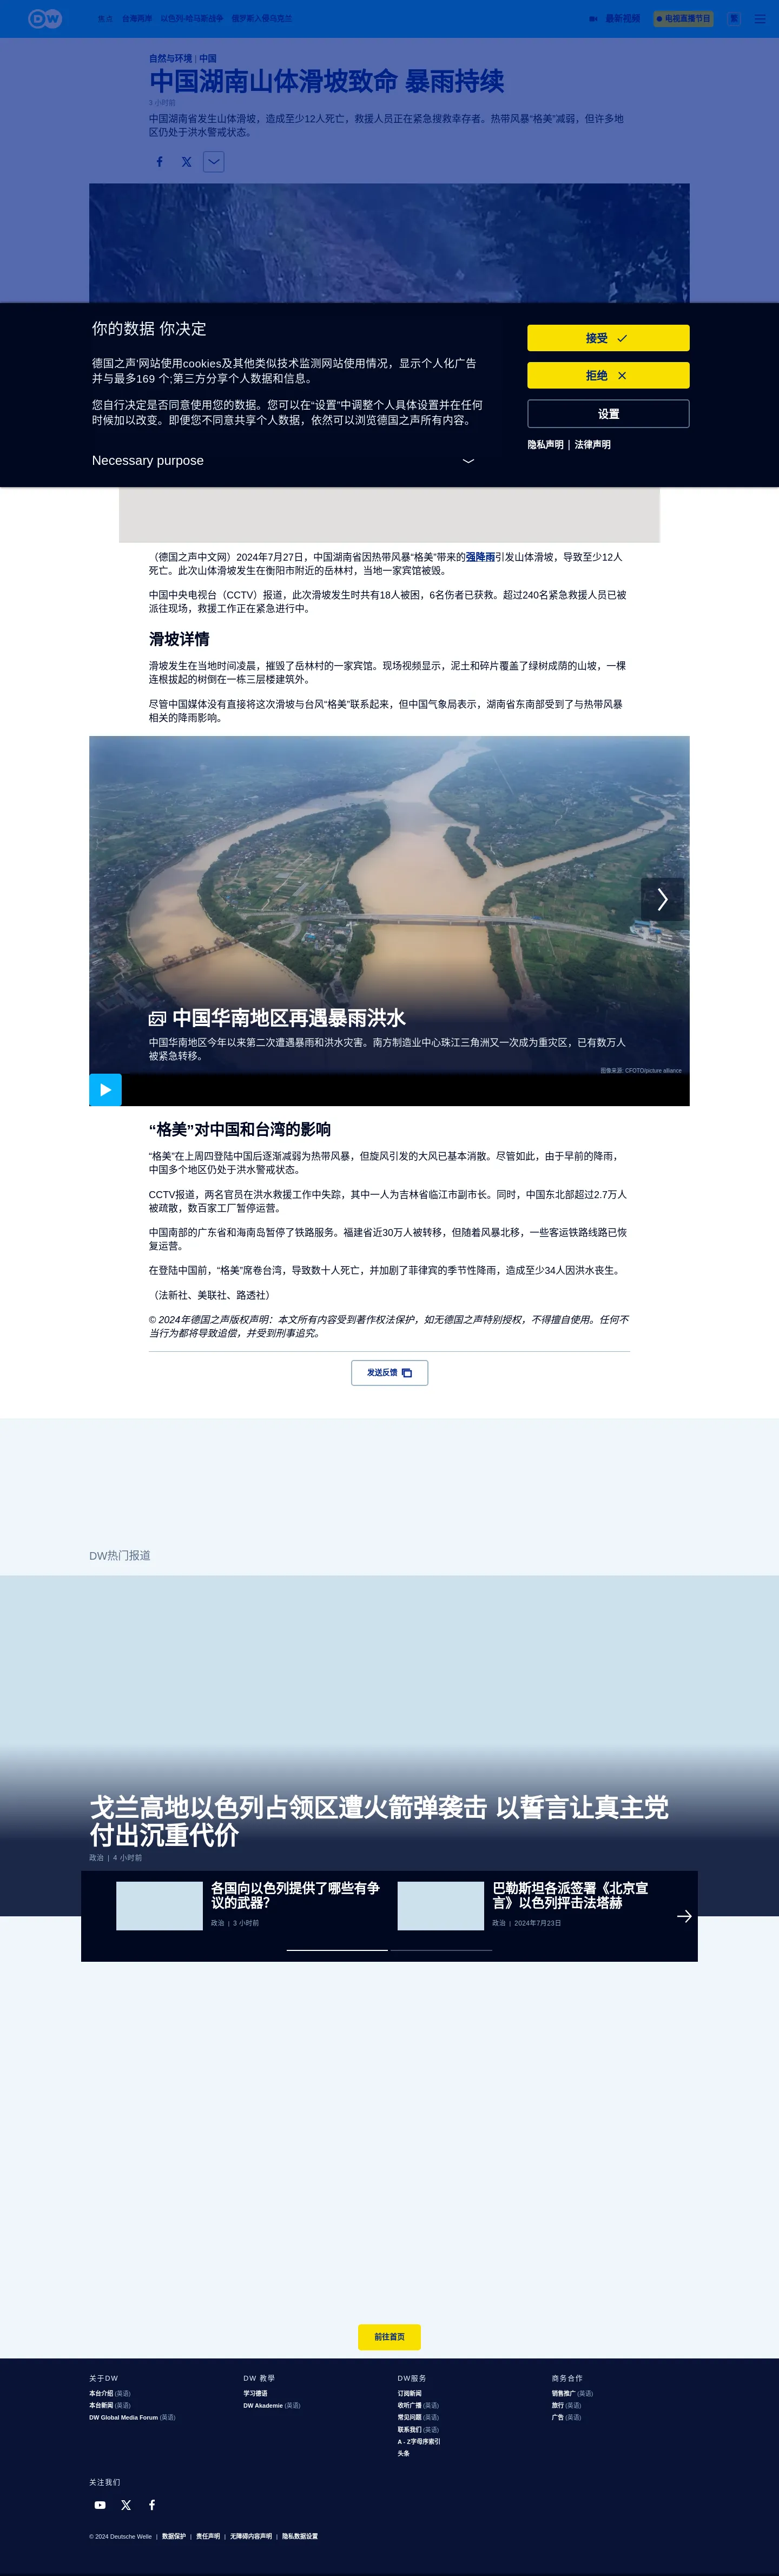 DW
焦点 台海两岸 以色列-哈马斯战争 俄罗斯入侵乌克兰
最新视频 电视直播节目 繁
自然与环境 | 中国
中国湖南山体滑坡致命 暴雨持续
3 小时前
中国湖南省发生山体滑坡，造成至少12人死亡，救援人员正在紧急搜救幸存者。热带风暴“格美”减弱，但许多地
区仍处于洪水警戒状态。
你的数据 你决定
德国之声'网站使用cookies及其他类似技术监测网站使用情况，显示个人化广告
并与最多169 个;第三方分享个人数据和信息。
您自行决定是否同意使用您的数据。您可以在“设置”中调整个人具体设置并在任何
时候加以改变。即便您不同意共享个人数据，依然可以浏览德国之声所有内容。
Necessary purpose
接受
拒绝
设置
隐私声明 | 法律声明
（德国之声中文网）2024年7月27日，中国湖南省因热带风暴“格美”带来的强降雨引发山体滑坡，导致至少12人
死亡。此次山体滑坡发生在衡阳市附近的岳林村，当地一家宾馆被毁。
中国中央电视台（CCTV）报道，此次滑坡发生时共有18人被困，6名伤者已获救。超过240名紧急救援人员已被
派往现场，救援工作正在紧急进行中。
滑坡详情
滑坡发生在当地时间凌晨，摧毁了岳林村的一家宾馆。现场视频显示，泥土和碎片覆盖了绿树成荫的山坡，一棵
连根拔起的树倒在一栋三层楼建筑外。
尽管中国媒体没有直接将这次滑坡与台风“格美”联系起来，但中国气象局表示，湖南省东南部受到了与热带风暴
相关的降雨影响。
中国华南地区再遇暴雨洪水
中国华南地区今年以来第二次遭遇暴雨和洪水灾害。南方制造业中心珠江三角洲又一次成为重灾区，已有数万人
被紧急转移。
图像来源: CFOTO/picture alliance
“格美”对中国和台湾的影响
“格美”在上周四登陆中国后逐渐减弱为热带风暴，但旋风引发的大风已基本消散。尽管如此，由于早前的降雨，
中国多个地区仍处于洪水警戒状态。
CCTV报道，两名官员在洪水救援工作中失踪，其中一人为吉林省临江市副市长。同时，中国东北部超过2.7万人
被疏散，数百家工厂暂停运营。
中国南部的广东省和海南岛暂停了铁路服务。福建省近30万人被转移，但随着风暴北移，一些客运铁路线路已恢
复运营。
在登陆中国前，“格美”席卷台湾，导致数十人死亡，并加剧了菲律宾的季节性降雨，造成至少34人因洪水丧生。
（法新社、美联社、路透社）
© 2024年德国之声版权声明：本文所有内容受到著作权法保护，如无德国之声特别授权，不得擅自使用。任何不
当行为都将导致追偿，并受到刑事追究。
发送反馈
DW热门报道
戈兰高地以色列占领区遭火箭弹袭击 以誓言让真主党
付出沉重代价
政治 | 4 小时前
各国向以色列提供了哪些有争
议的武器？
政治 | 3 小时前
巴勒斯坦各派签署《北京宣
言》以色列抨击法塔赫
政治 | 2024年7月23日
前往首页
关于DW
本台介绍 (英语)
本台新闻 (英语)
DW Global Media Forum (英语)
DW 教學
学习德语
DW Akademie (英语)
DW服务
订阅新闻
收听广播 (英语)
常见问题 (英语)
联系我们 (英语)
A - Z字母序索引
头条
商务合作
销售推广 (英语)
旅行 (英语)
广告 (英语)
关注我们
© 2024 Deutsche Welle | 数据保护 | 责任声明 | 无障碍内容声明 | 隐私数据设置